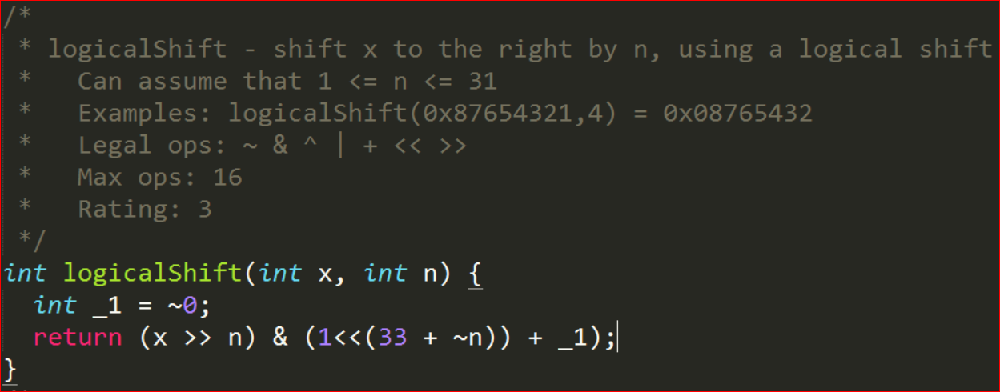 /*
 * logicalShift - shift x to the right by n, using a logical shift
 *   Can assume that 1 <= n <= 31
 *   Examples: logicalShift(0x87654321,4) = 0x08765432
 *   Legal ops: ~ & ^ | + << >>
 *   Max ops: 16
 *   Rating: 3
 */
int logicalShift(int x, int n) {
  int _1 = ~0;
  return (x >> n) & (1<<(33 + ~n)) + _1);
}